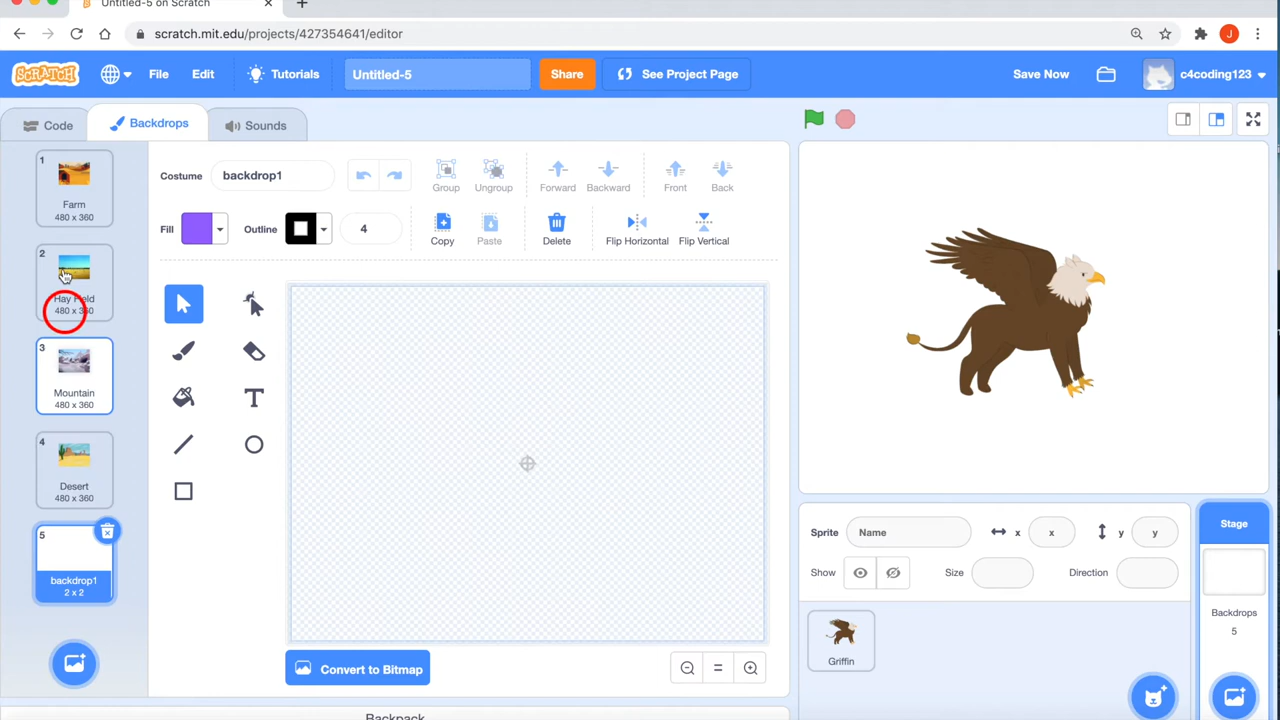 Untitled-5 on Scratch
scratch.mit.edu/projects/427354641/editor
J
SCRATCH
File
Edit
Tutorials
Untitled-5
Share
See Project Page
Save Now
c4coding123
Code
Backdrops
Sounds
1
Farm
480 x 360
2
Hay Field
480 x 360
3
Mountain
480 x 360
4
Desert
480 x 360
5
backdrop1
2 x 2
Costume
backdrop1
Group
Ungroup
Forward
Backward
Front
Back
Fill
Outline
4
Copy
Paste
Delete
Flip Horizontal
Flip Vertical
T
Convert to Bitmap
Backpack
Sprite
Name
x
x
y
y
Show
Size
Direction
Griffin
Stage
Backdrops
5